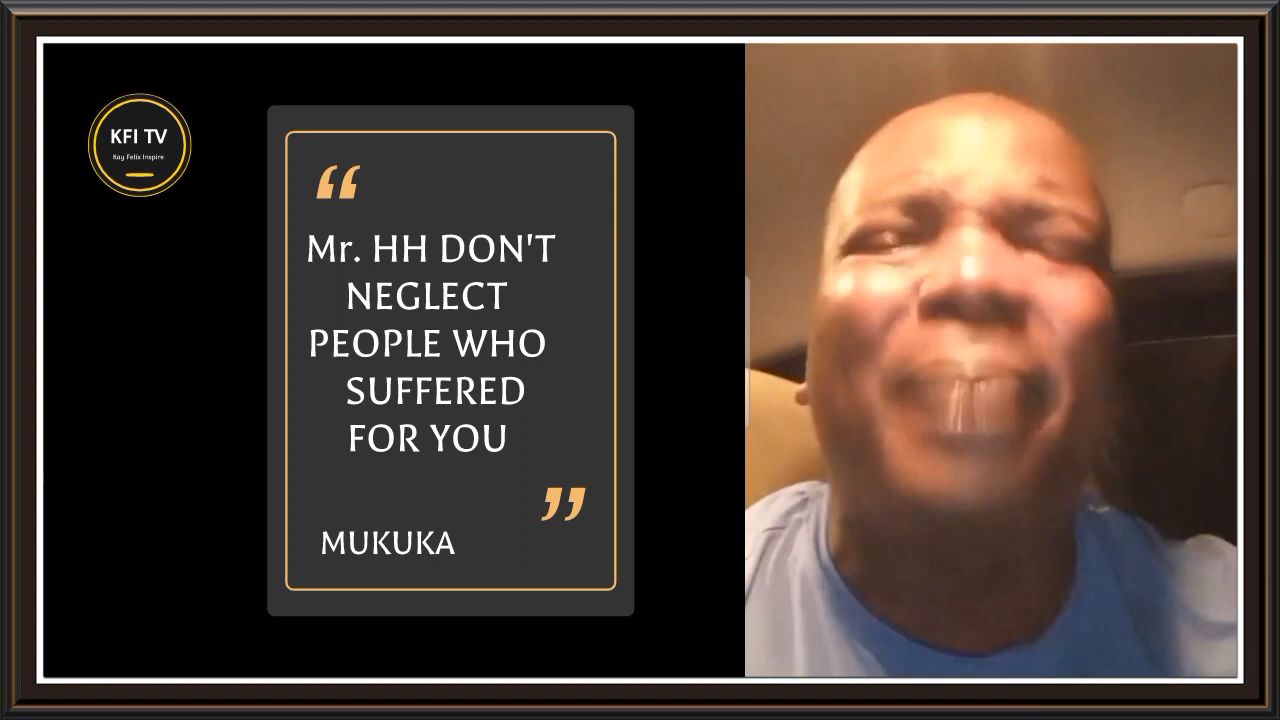 KFI TV
Kay Felix Inspire
“
Mr. HH DON'T
NEGLECT
PEOPLE WHO
SUFFERED
FOR YOU
”
MUKUKA